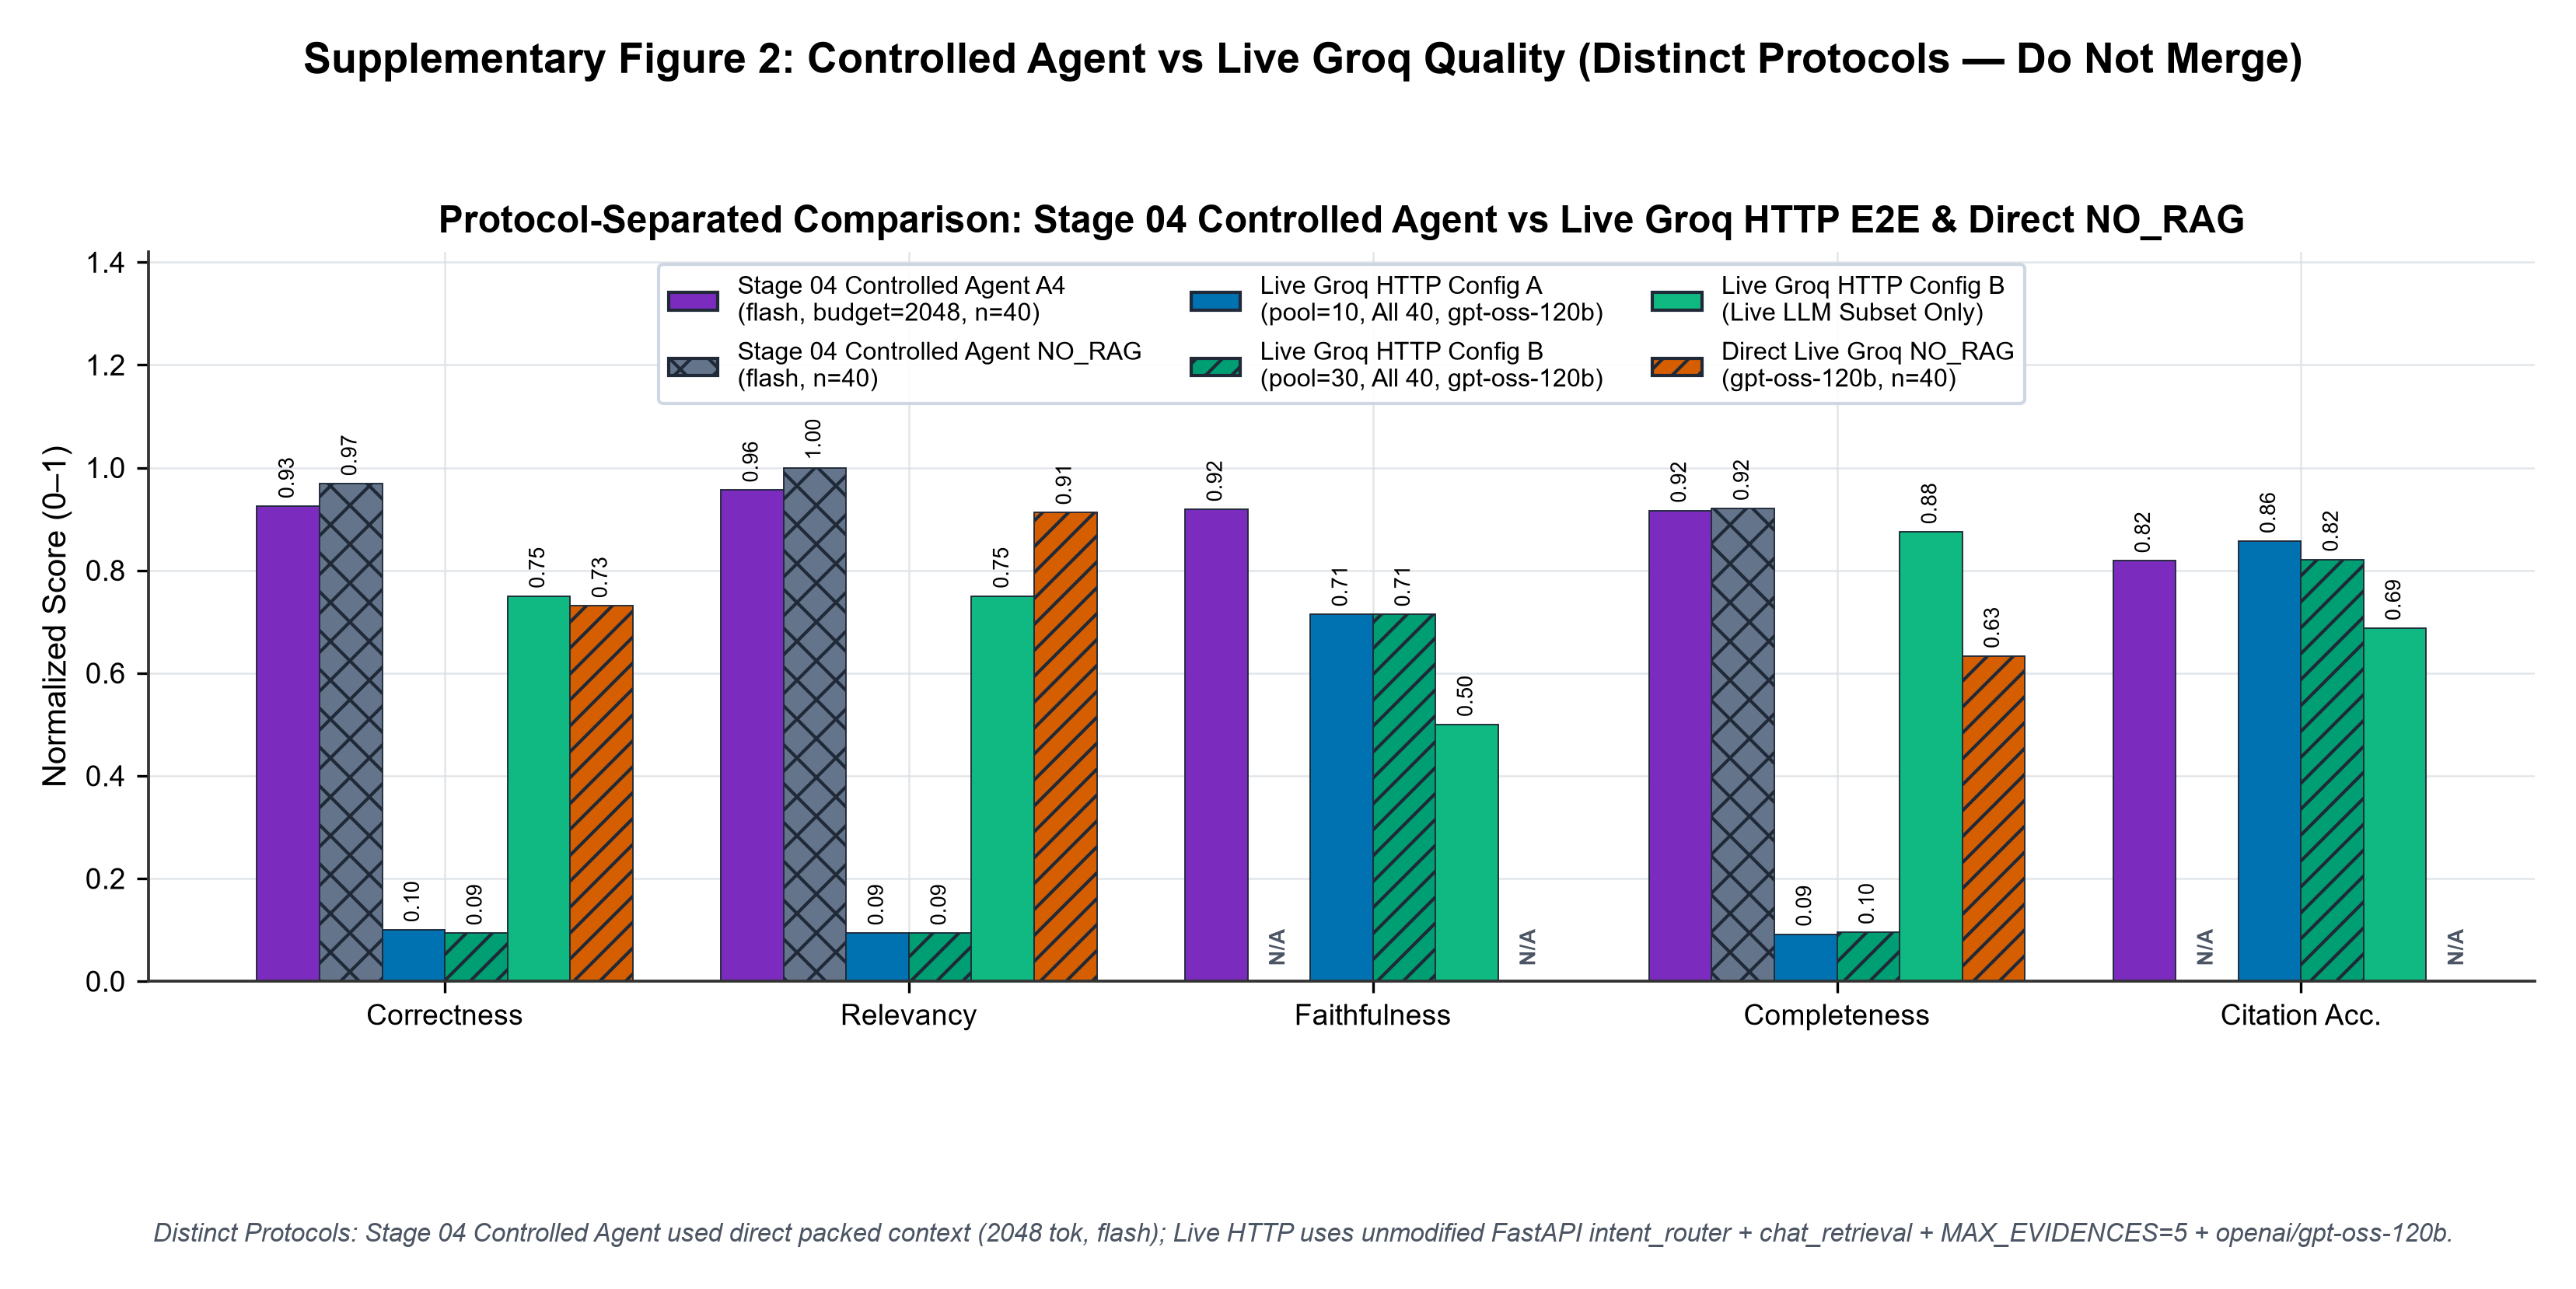 Supplementary Figure 2: Controlled Agent vs Live Groq Quality (Distinct Protocols — Do Not Merge)
Protocol-Separated Comparison: Stage 04 Controlled Agent vs Live Groq HTTP E2E & Direct NO_RAG
Stage 04 Controlled Agent A4
(flash, budget=2048, n=40)
Stage 04 Controlled Agent NO_RAG
(flash, n=40)
Live Groq HTTP Config A
(pool=10, All 40, gpt-oss-120b)
Live Groq HTTP Config B
(pool=30, All 40, gpt-oss-120b)
Live Groq HTTP Config B
(Live LLM Subset Only)
Direct Live Groq NO_RAG
(gpt-oss-120b, n=40)
Normalized Score (0–1)
1.4
1.2
1.0
0.8
0.6
0.4
0.2
0.0
0.93
0.97
0.10
0.09
0.75
0.73
0.96
1.00
0.09
0.09
0.75
0.91
0.92
N/A
0.71
0.71
0.50
N/A
0.92
0.92
0.09
0.10
0.88
0.63
0.82
N/A
0.86
0.82
0.69
N/A
Correctness
Relevancy
Faithfulness
Completeness
Citation Acc.
Distinct Protocols: Stage 04 Controlled Agent used direct packed context (2048 tok, flash); Live HTTP uses unmodified FastAPI intent_router + chat_retrieval + MAX_EVIDENCES=5 + openai/gpt-oss-120b.